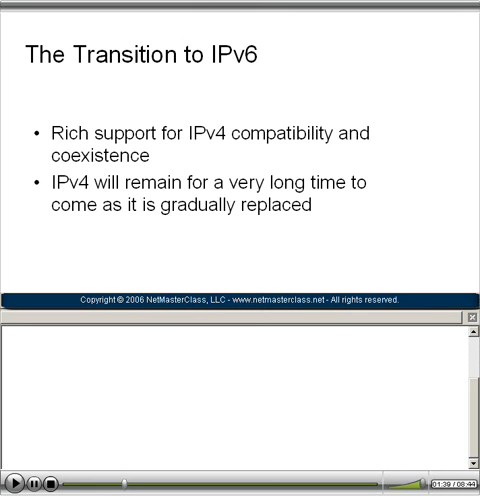 The Transition to IPv6
• Rich support for IPv4 compatibility and
coexistence
• IPv4 will remain for a very long time to
come as it is gradually replaced
Copyright © 2006 NetMasterClass, LLC - www.netmasterclass.net - All rights reserved.
01:39 / 08:44